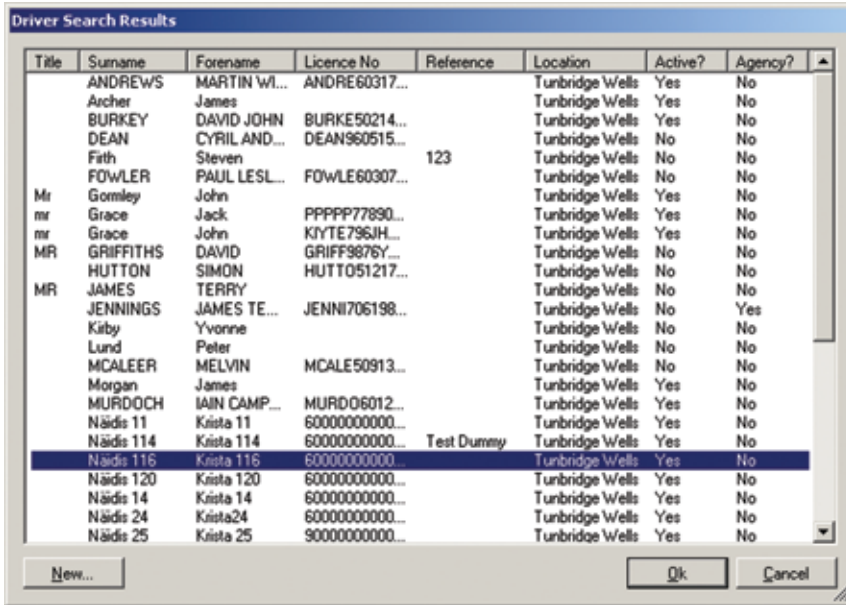 Driver Search Results
Title Surname Forename Licence No Reference Location Active? Agency?
ANDREWS MARTIN WI... ANDRE60317... Tunbridge Wells Yes No
Archer James Tunbridge Wells Yes No
BURKEY DAVID JOHN BURKE50214... Tunbridge Wells Yes No
DEAN CYRIL AND... DEAN960515... Tunbridge Wells No No
Firth Steven 123 Tunbridge Wells No No
FOWLER PAUL LESL... FOWLE60307... Tunbridge Wells No No
Mr Gormley John Tunbridge Wells Yes No
mr Grace Jack PPPPP77890... Tunbridge Wells Yes No
mr Grace John KIYTE796JH... Tunbridge Wells Yes No
MR GRIFFITHS DAVID GRIFF9876Y... Tunbridge Wells No No
HUTTON SIMON HUTTO51217... Tunbridge Wells No No
MR JAMES TERRY Tunbridge Wells No No
JENNINGS JAMES TE... JENNI706198... Tunbridge Wells No Yes
Kirby Yvonne Tunbridge Wells No No
Lund Peter Tunbridge Wells No No
MCALEER MELVIN MCALE50913... Tunbridge Wells No No
Morgan James Tunbridge Wells Yes No
MURDOCH IAIN CAMP... MURDO6012... Tunbridge Wells Yes No
Näidis 11 Krista 11 60000000000... Tunbridge Wells Yes No
Näidis 114 Krista 114 60000000000... Test Dummy Tunbridge Wells Yes No
Näidis 116 Krista 116 60000000000... Tunbridge Wells Yes No
Näidis 120 Krista 120 60000000000... Tunbridge Wells Yes No
Näidis 14 Krista 14 60000000000... Tunbridge Wells Yes No
Näidis 24 Krista24 60000000000... Tunbridge Wells Yes No
Näidis 25 Krista 25 90000000000... Tunbridge Wells Yes No
New... Ok Cancel